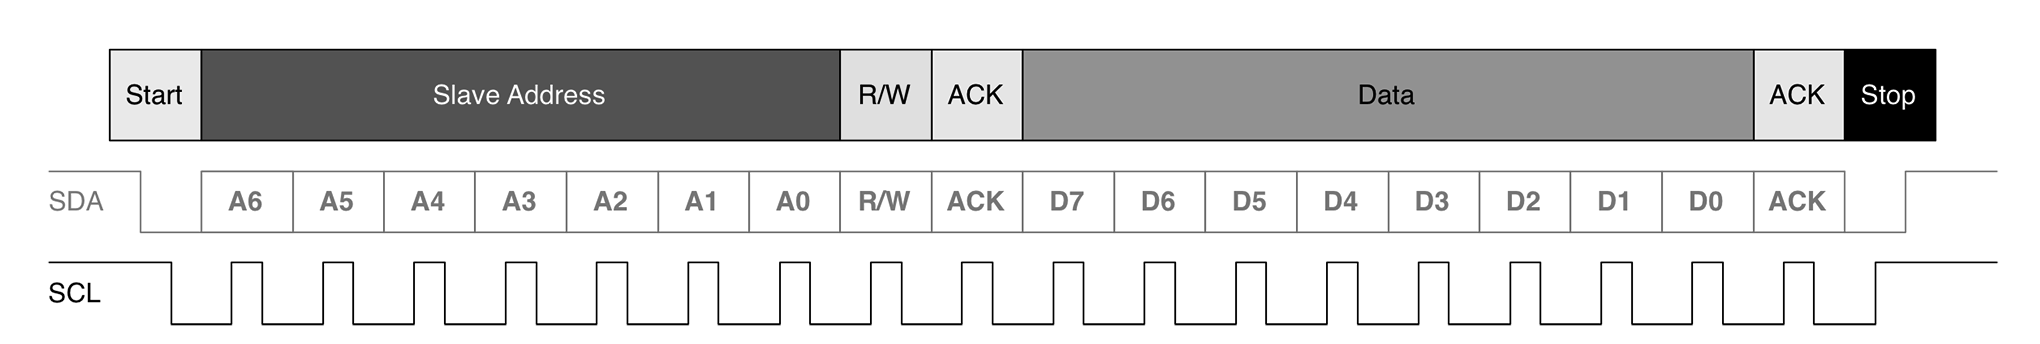 Start Slave Address R/W ACK Data ACK Stop
SDA A6 A5 A4 A3 A2 A1 A0 R/W ACK D7 D6 D5 D4 D3 D2 D1 D0 ACK
SCL